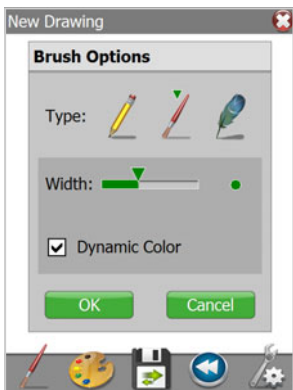 New Drawing
Brush Options
Type:
Width:
Dynamic Color
OK
Cancel